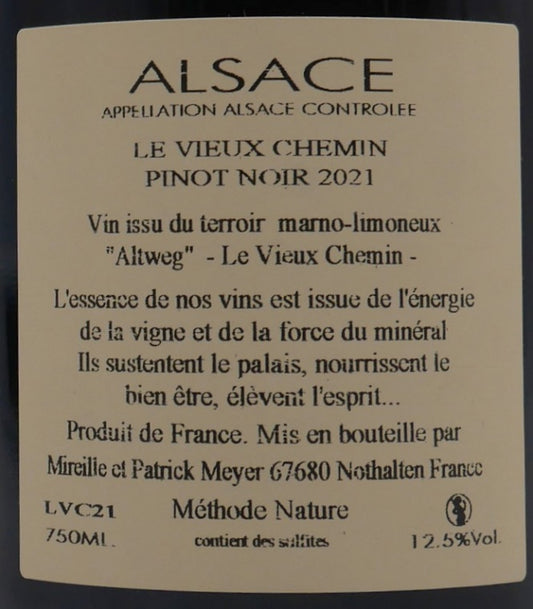 ALSACE
APPELLATION ALSACE CONTROLEE
LE VIEUX CHEMIN
PINOT NOIR 2021
Vin issu du terroir marno-limoneux
"Altweg" - Le Vieux Chemin -
L'essence de nos vins est issue de l'énergie
de la vigne et de la force du minéral
Ils sustentent le palais, nourrissent le
bien être, élèvent l'esprit...
Produit de France. Mis en bouteille par
Mireille et Patrick Meyer 67680 Nothalten France
LVC21 Méthode Nature
750ML. contient des sulfites 12.5%Vol.